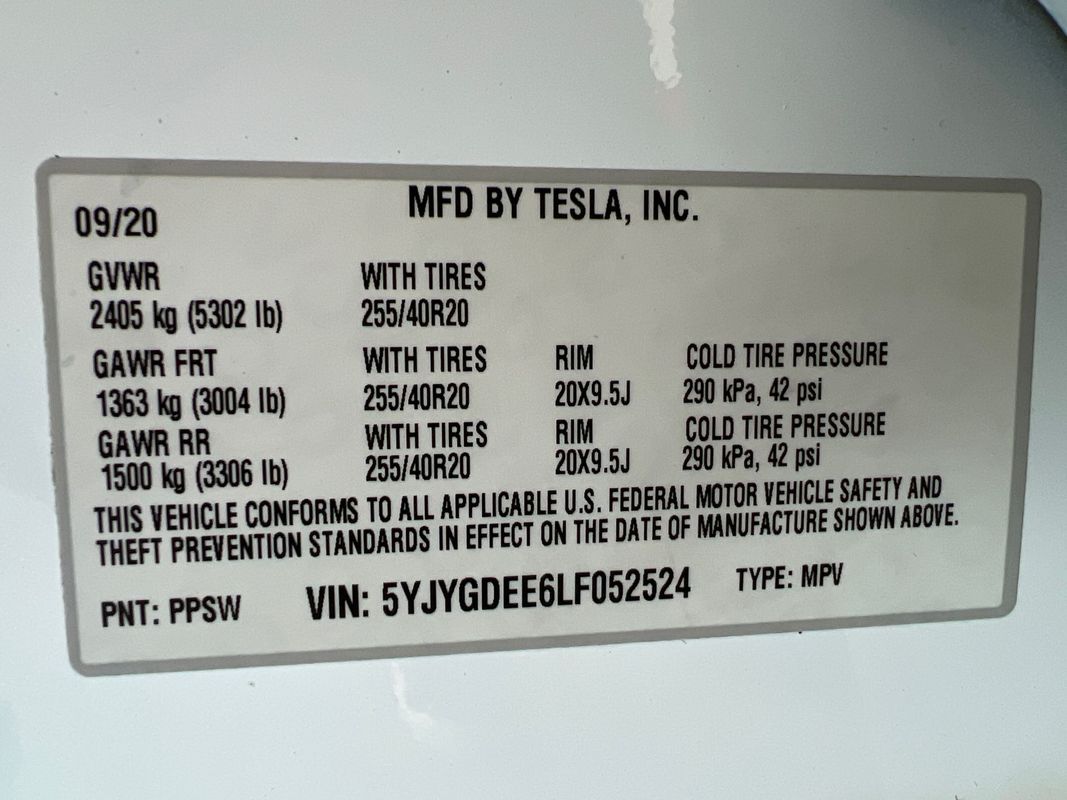 MFD BY TESLA, INC.
09/20
GVWR WITH TIRES
2405 kg (5302 lb) 255/40R20
GAWR FRT WITH TIRES RIM COLD TIRE PRESSURE
1363 kg (3004 lb) 255/40R20 20X9.5J 290 kPa, 42 psi
GAWR RR WITH TIRES RIM COLD TIRE PRESSURE
1500 kg (3306 lb) 255/40R20 20X9.5J 290 kPa, 42 psi
THIS VEHICLE CONFORMS TO ALL APPLICABLE U.S. FEDERAL MOTOR VEHICLE SAFETY AND
THEFT PREVENTION STANDARDS IN EFFECT ON THE DATE OF MANUFACTURE SHOWN ABOVE.
PNT: PPSW VIN: 5YJYGDEE6LF052524 TYPE: MPV